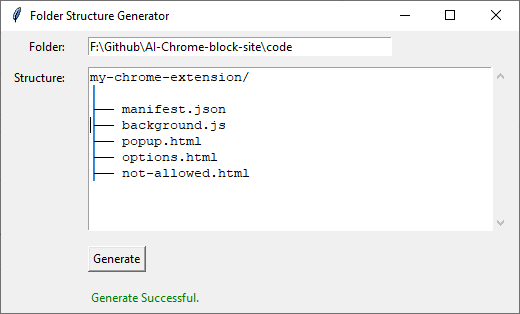 Folder Structure Generator
Folder: F:\Github\AI-Chrome-block-site\code
Structure: my-chrome-extension/
│
├── manifest.json
├── background.js
├── popup.html
├── options.html
├── not-allowed.html
Generate
Generate Successful.